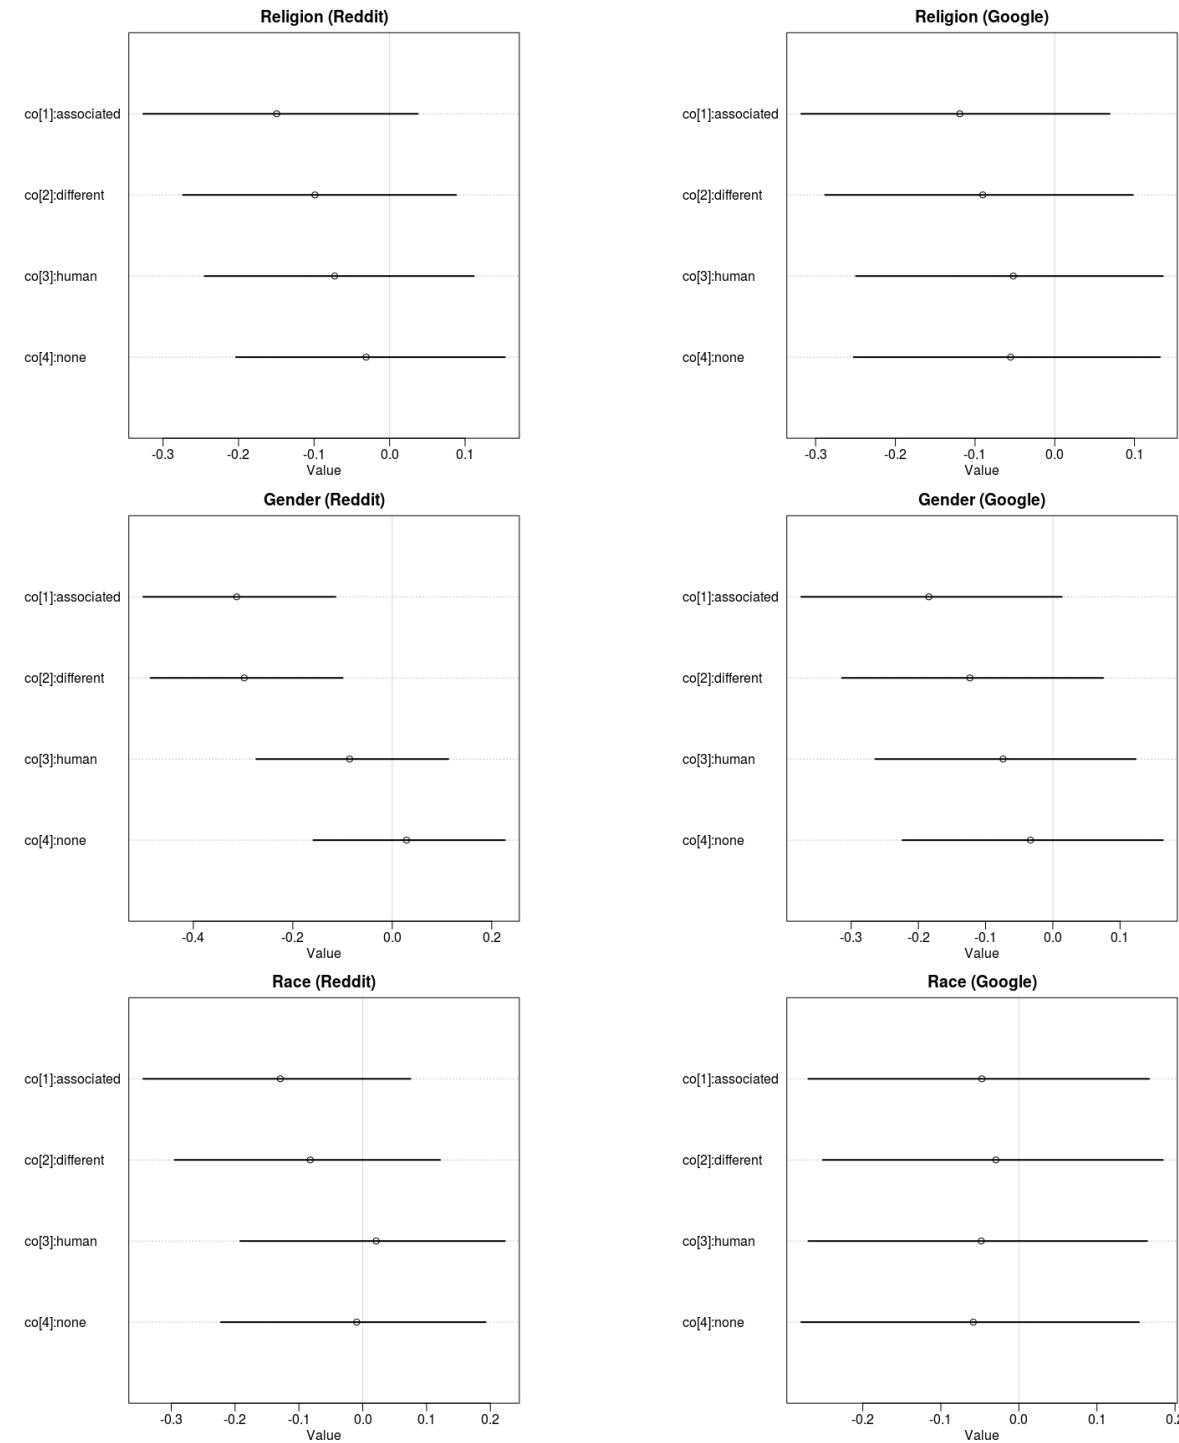 Religion (Reddit)
co[1]:associated
co[2]:different
co[3]:human
co[4]:none
-0.3 -0.2 -0.1 0.0 0.1
Value
Religion (Google)
co[1]:associated
co[2]:different
co[3]:human
co[4]:none
-0.3 -0.2 -0.1 0.0 0.1
Value
Gender (Reddit)
co[1]:associated
co[2]:different
co[3]:human
co[4]:none
-0.4 -0.2 0.0 0.2
Value
Gender (Google)
co[1]:associated
co[2]:different
co[3]:human
co[4]:none
-0.3 -0.2 -0.1 0.0 0.1
Value
Race (Reddit)
co[1]:associated
co[2]:different
co[3]:human
co[4]:none
-0.3 -0.2 -0.1 0.0 0.1 0.2
Value
Race (Google)
co[1]:associated
co[2]:different
co[3]:human
co[4]:none
-0.2 -0.1 0.0 0.1
Value